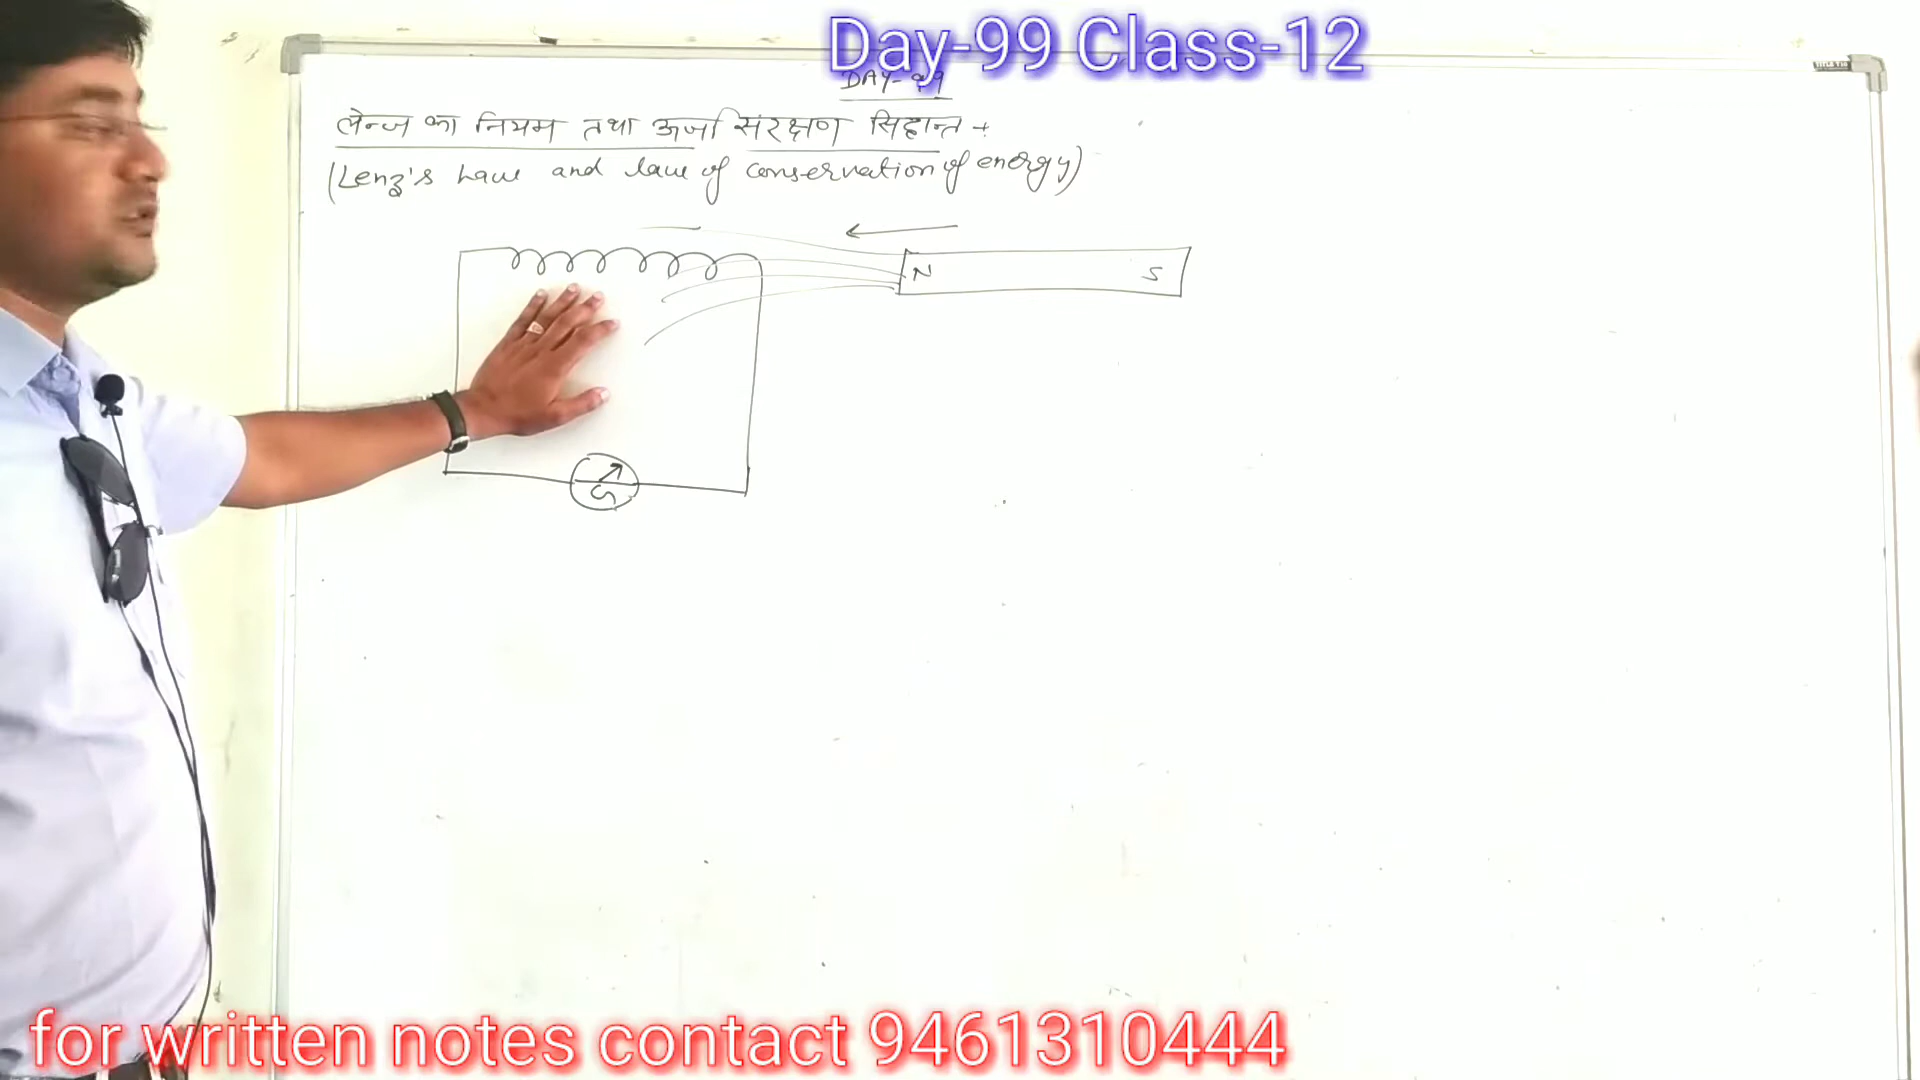 Day-99 Class-12
DAY-99
लेन्ज का नियम तथा ऊर्जा संरक्षण सिद्धान्त
(Lenz's Law and law of conservation of energy)
N
S
G
for written notes contact 9461310444